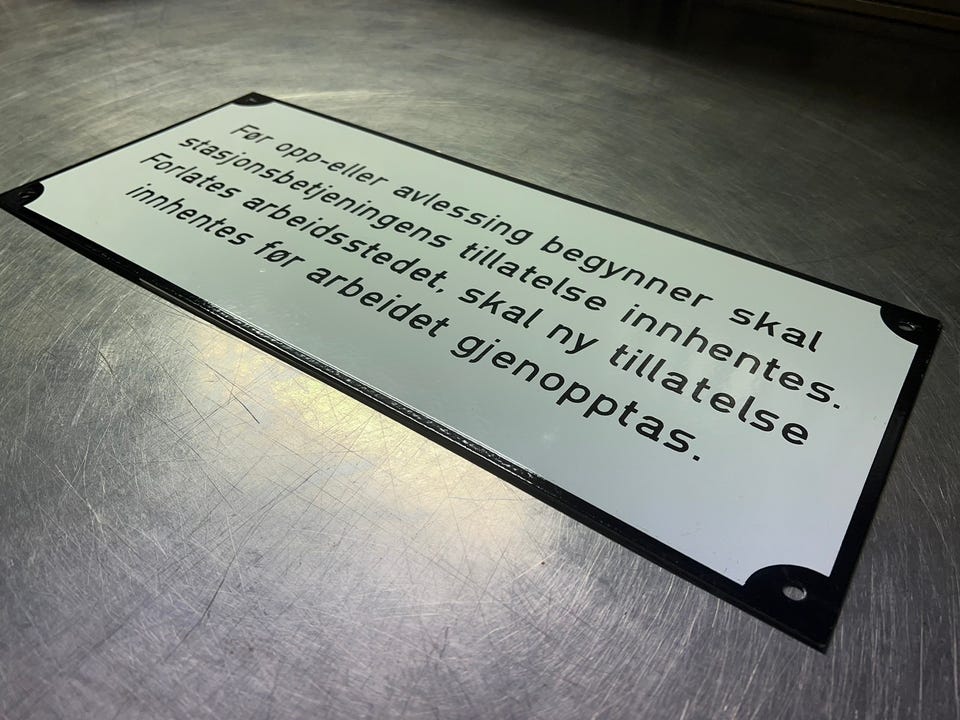 Før opp-eller avlessing begynner skal
stasjonsbetjeningens tillatelse innhentes.
Forlates arbeidsstedet, skal ny tillatelse
innhentes før arbeidet gjenopptas.